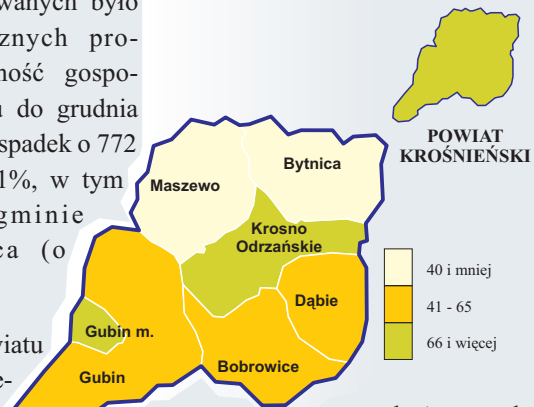 wanych było
znych pro-
ność gospo-
u do grudnia
spadek o 772
1%, w tym
gminie
ca (o
wiatu
e-
POWIAT
KROŚNIEŃSKI
Maszewo
Bytnica
Krosno
Odrzańskie
Dąbie
Gubin m.
Gubin
Bobrowice
40 i mniej
41 - 65
66 i więcej